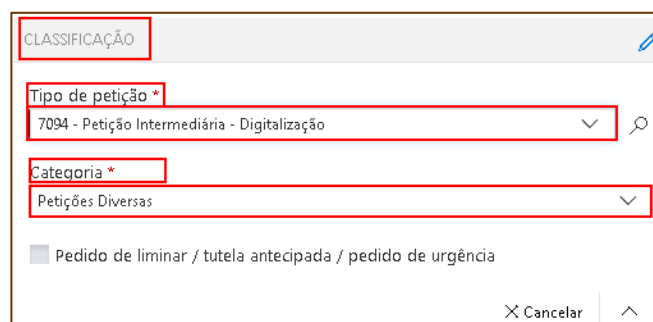 CLASSIFICAÇÃO
Tipo de petição *
7094 - Petição Intermediária - Digitalização
Categoria *
Petições Diversas
Pedido de liminar / tutela antecipada / pedido de urgência
Cancelar